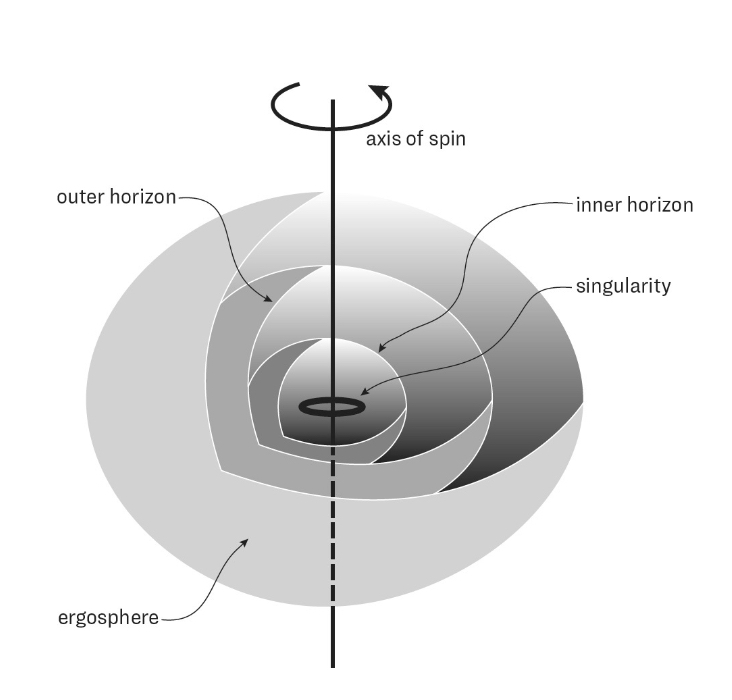 axis of spin
outer horizon
inner horizon
singularity
ergosphere